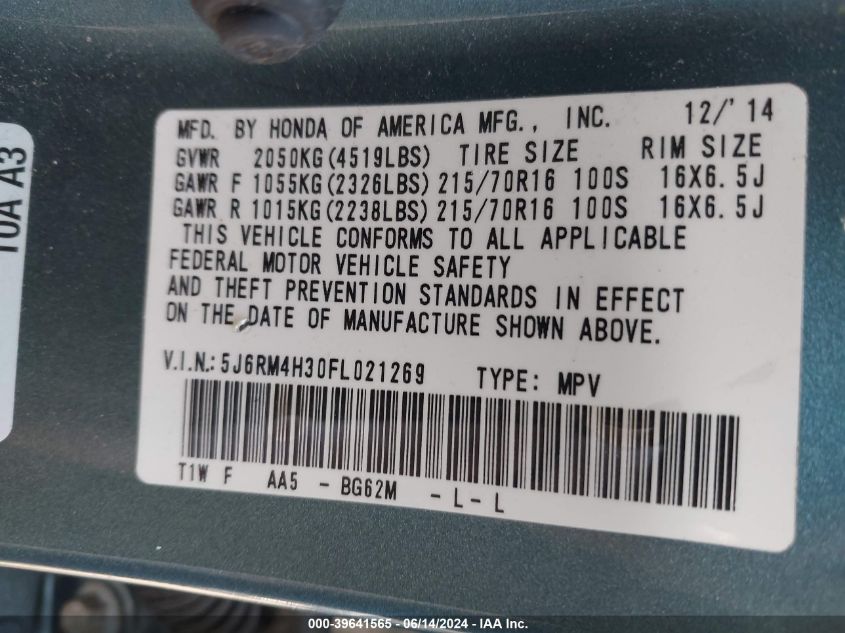 MFD. BY HONDA OF AMERICA MFG., INC. 12/'14
GVWR 2050KG(4519LBS) TIRE SIZE RIM SIZE
GAWR F 1055KG(2326LBS) 215/70R16 100S 16X6.5J
GAWR R 1015KG(2238LBS) 215/70R16 100S 16X6.5J
THIS VEHICLE CONFORMS TO ALL APPLICABLE
FEDERAL MOTOR VEHICLE SAFETY
AND THEFT PREVENTION STANDARDS IN EFFECT
ON THE DATE OF MANUFACTURE SHOWN ABOVE.
V.I.N.: 5J6RM4H30FL021269 TYPE: MPV
T1W F AA5 - BG62M - L - L
10A A3
000-39641565 - 06/14/2024 - IAA Inc.